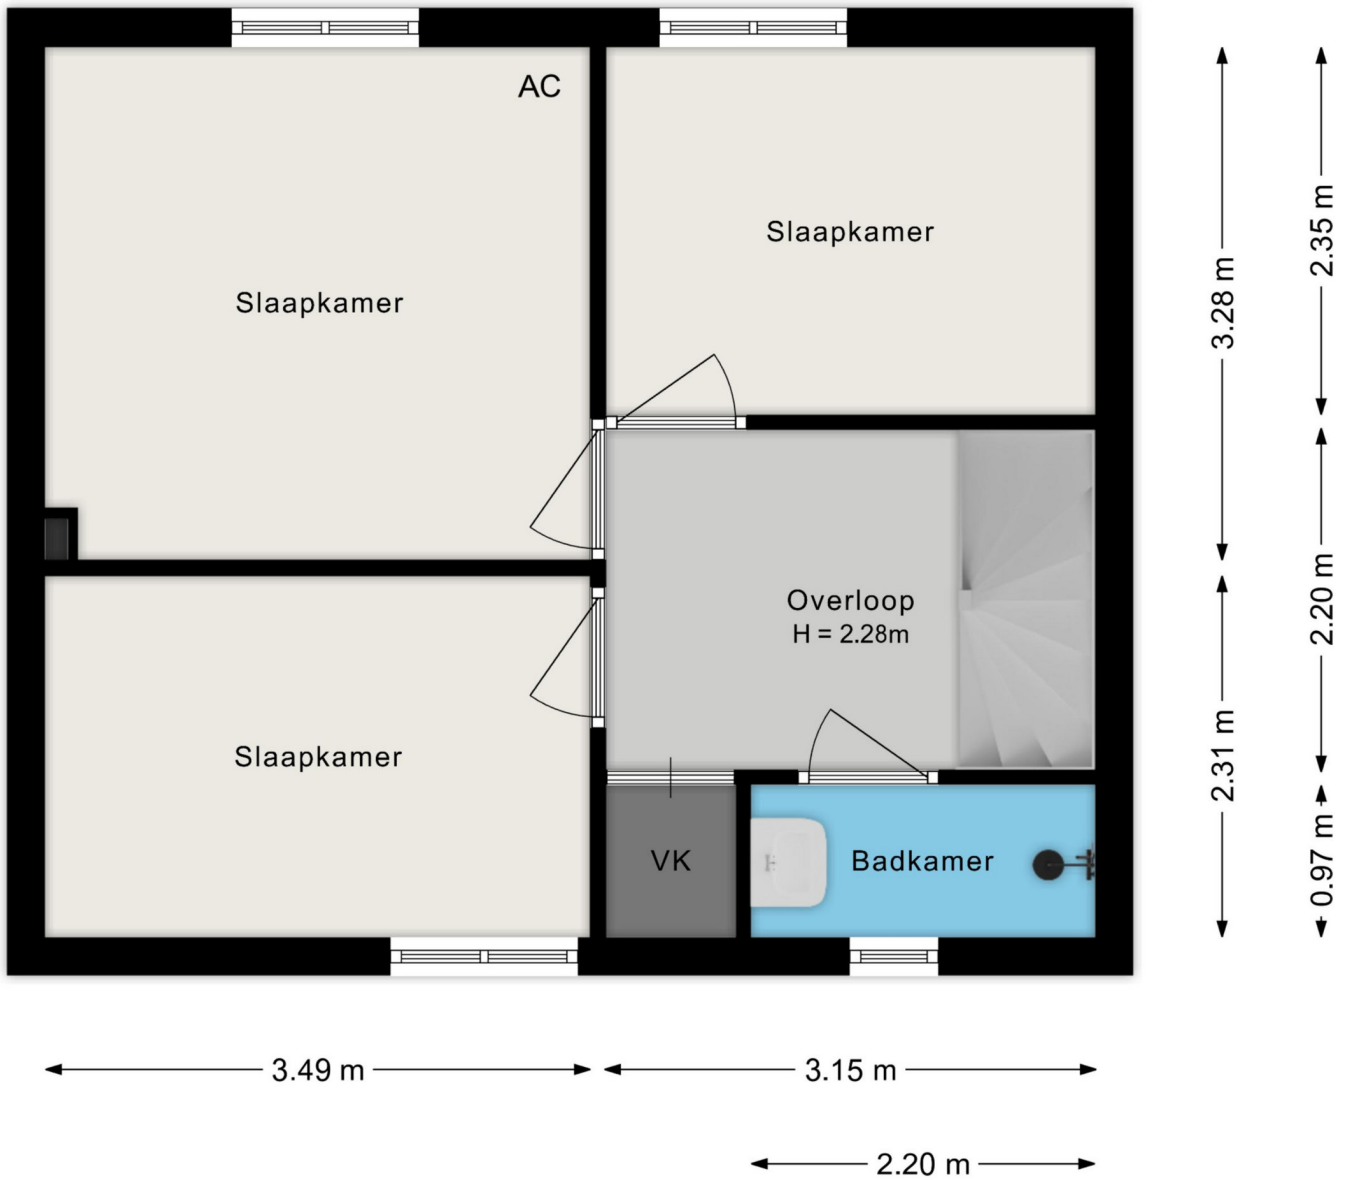 AC
Slaapkamer
Slaapkamer
3.28 m
2.35 m
Overloop
H = 2.28m
2.20 m
Slaapkamer
2.31 m
VK
Badkamer
0.97 m
3.49 m
3.15 m
2.20 m